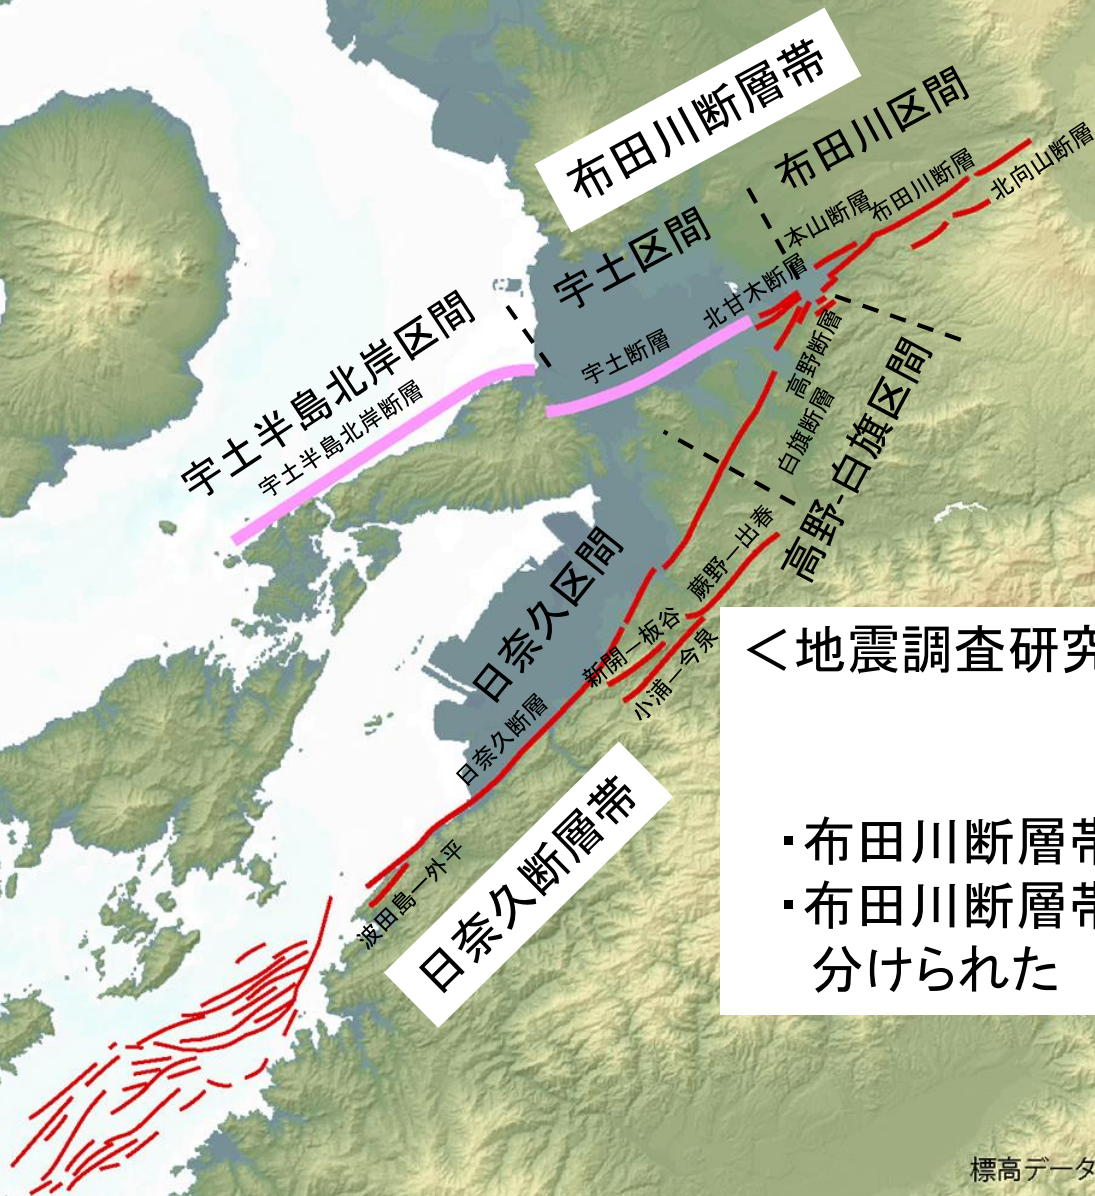 布田川断層帯
布田川区間
布田川断層
北向山断層
本山断層
宇土区間
北甘木断層
宇土断層
宇土半島北岸区間
宇土半島北岸断層
高野断層
白旗断層
高野-白旗区間
日奈久区間
蕨野ー出春
新開ー板谷
小浦ー今泉
日奈久断層
日奈久断層帯
波田島ー外平
＜地震調査研究
・布田川断層帯
・布田川断層帯
分けられた
標高データ